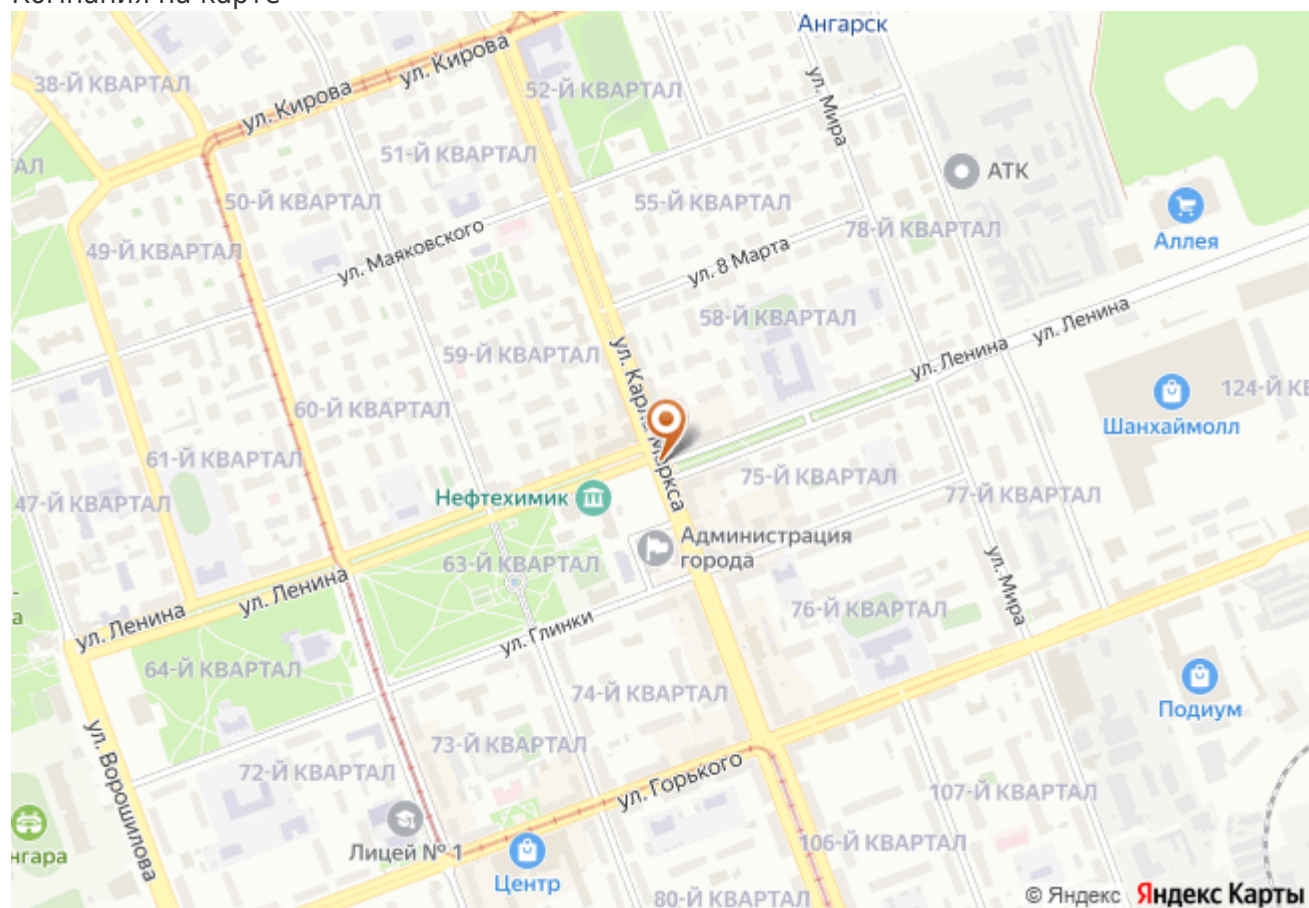 Компания на карте
Ангарск
ул. Кирова
38-Й КВАРТАЛ
52-Й КВАРТАЛ
ул. Мира
ул. Кирова
51-Й КВАРТАЛ
АТК
50-Й КВАРТАЛ
55-Й КВАРТАЛ
78-Й КВАРТАЛ
Аллея
49-Й КВАРТАЛ
ул. Маяковского
ул. 8 Марта
58-Й КВАРТАЛ
ул. Ленина
ул. Ленина
59-Й КВАРТАЛ
ул. Карла Маркса
60-Й КВАРТАЛ
Шанхаймолл
61-Й КВАРТАЛ
75-Й КВАРТАЛ
77-Й КВАРТАЛ
47-Й КВАРТАЛ
Нефтехимик
Администрация
города
63-Й КВАРТАЛ
ул. Мира
ул. Ленина
ул. Ленина
76-Й КВАРТАЛ
ул. Глинки
64-Й КВАРТАЛ
74-Й КВАРТАЛ
Подиум
ул. Ворошилова
73-Й КВАРТАЛ
72-Й КВАРТАЛ
ул. Горького
107-Й КВАРТАЛ
Лицей № 1
106-Й КВАРТАЛ
Центр
80-Й КВАРТАЛ
© Яндекс Яндекс Карты